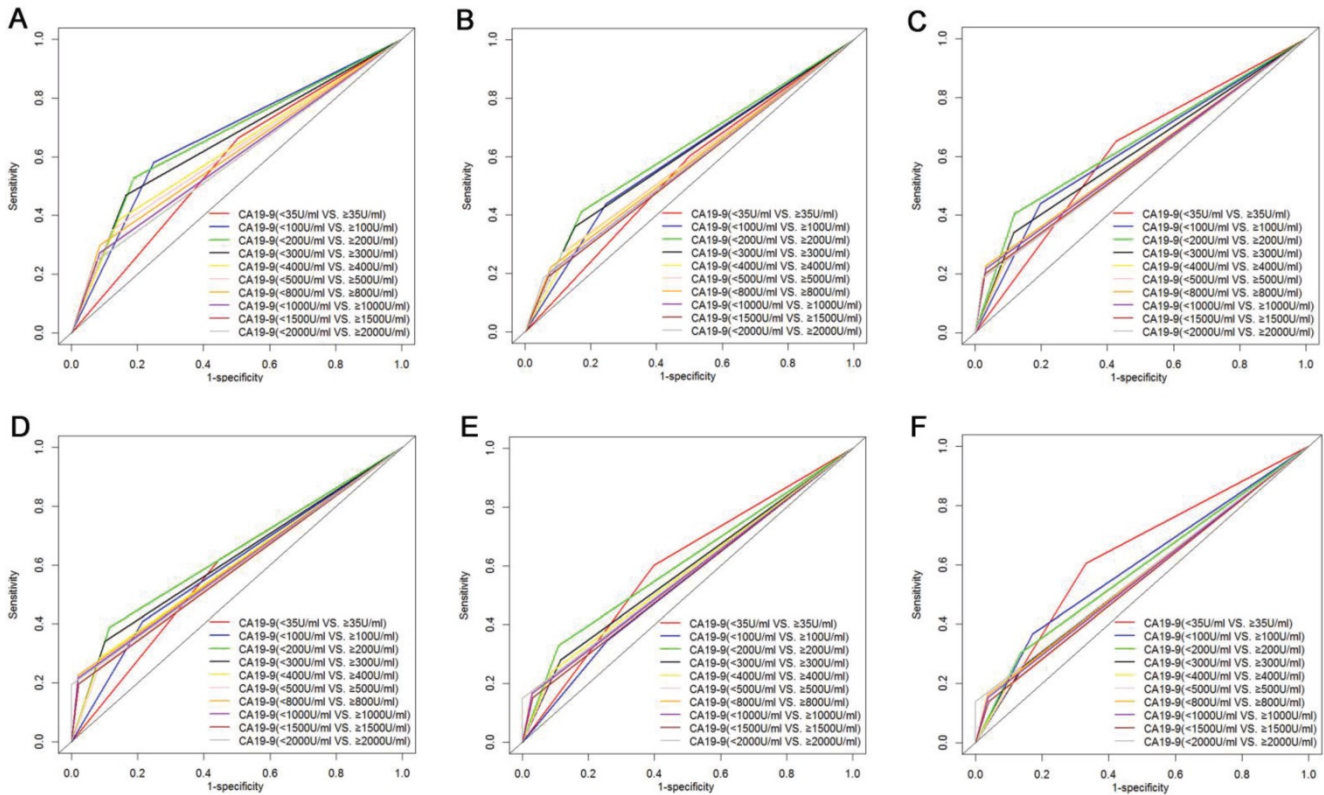 A
1.0
0.8
0.6
0.4
0.2
0.0
Sensitivity
CA19-9(<35U/ml VS. ≥35U/ml)
CA19-9(<100U/ml VS. ≥100U/ml)
CA19-9(<200U/ml VS. ≥200U/ml)
CA19-9(<300U/ml VS. ≥300U/ml)
CA19-9(<400U/ml VS. ≥400U/ml)
CA19-9(<500U/ml VS. ≥500U/ml)
CA19-9(<800U/ml VS. ≥800U/ml)
CA19-9(<1000U/ml VS. ≥1000U/ml)
CA19-9(<1500U/ml VS. ≥1500U/ml)
CA19-9(<2000U/ml VS. ≥2000U/ml)
0.0 0.2 0.4 0.6 0.8 1.0
1-specificity
B
1.0
0.8
0.6
0.4
0.2
0.0
Sensitivity
CA19-9(<35U/ml VS. ≥35U/ml)
CA19-9(<100U/ml VS. ≥100U/ml)
CA19-9(<200U/ml VS. ≥200U/ml)
CA19-9(<300U/ml VS. ≥300U/ml)
CA19-9(<400U/ml VS. ≥400U/ml)
CA19-9(<500U/ml VS. ≥500U/ml)
CA19-9(<800U/ml VS. ≥800U/ml)
CA19-9(<1000U/ml VS. ≥1000U/ml)
CA19-9(<1500U/ml VS. ≥1500U/ml)
CA19-9(<2000U/ml VS. ≥2000U/ml)
0.0 0.2 0.4 0.6 0.8 1.0
1-specificity
C
1.0
0.8
0.6
0.4
0.2
0.0
Sensitivity
CA19-9(<35U/ml VS. ≥35U/ml)
CA19-9(<100U/ml VS. ≥100U/ml)
CA19-9(<200U/ml VS. ≥200U/ml)
CA19-9(<300U/ml VS. ≥300U/ml)
CA19-9(<400U/ml VS. ≥400U/ml)
CA19-9(<500U/ml VS. ≥500U/ml)
CA19-9(<800U/ml VS. ≥800U/ml)
CA19-9(<1000U/ml VS. ≥1000U/ml)
CA19-9(<1500U/ml VS. ≥1500U/ml)
CA19-9(<2000U/ml VS. ≥2000U/ml)
0.0 0.2 0.4 0.6 0.8 1.0
1-specificity
D
1.0
0.8
0.6
0.4
0.2
0.0
Sensitivity
CA19-9(<35U/ml VS. ≥35U/ml)
CA19-9(<100U/ml VS. ≥100U/ml)
CA19-9(<200U/ml VS. ≥200U/ml)
CA19-9(<300U/ml VS. ≥300U/ml)
CA19-9(<400U/ml VS. ≥400U/ml)
CA19-9(<500U/ml VS. ≥500U/ml)
CA19-9(<800U/ml VS. ≥800U/ml)
CA19-9(<1000U/ml VS. ≥1000U/ml)
CA19-9(<1500U/ml VS. ≥1500U/ml)
CA19-9(<2000U/ml VS. ≥2000U/ml)
0.0 0.2 0.4 0.6 0.8 1.0
1-specificity
E
1.0
0.8
0.6
0.4
0.2
0.0
Sensitivity
CA19-9(<35U/ml VS. ≥35U/ml)
CA19-9(<100U/ml VS. ≥100U/ml)
CA19-9(<200U/ml VS. ≥200U/ml)
CA19-9(<300U/ml VS. ≥300U/ml)
CA19-9(<400U/ml VS. ≥400U/ml)
CA19-9(<500U/ml VS. ≥500U/ml)
CA19-9(<800U/ml VS. ≥800U/ml)
CA19-9(<1000U/ml VS. ≥1000U/ml)
CA19-9(<1500U/ml VS. ≥1500U/ml)
CA19-9(<2000U/ml VS. ≥2000U/ml)
0.0 0.2 0.4 0.6 0.8 1.0
1-specificity
F
1.0
0.8
0.6
0.4
0.2
0.0
Sensitivity
CA19-9(<35U/ml VS. ≥35U/ml)
CA19-9(<100U/ml VS. ≥100U/ml)
CA19-9(<200U/ml VS. ≥200U/ml)
CA19-9(<300U/ml VS. ≥300U/ml)
CA19-9(<400U/ml VS. ≥400U/ml)
CA19-9(<500U/ml VS. ≥500U/ml)
CA19-9(<800U/ml VS. ≥800U/ml)
CA19-9(<1000U/ml VS. ≥1000U/ml)
CA19-9(<1500U/ml VS. ≥1500U/ml)
CA19-9(<2000U/ml VS. ≥2000U/ml)
0.0 0.2 0.4 0.6 0.8 1.0
1-specificity